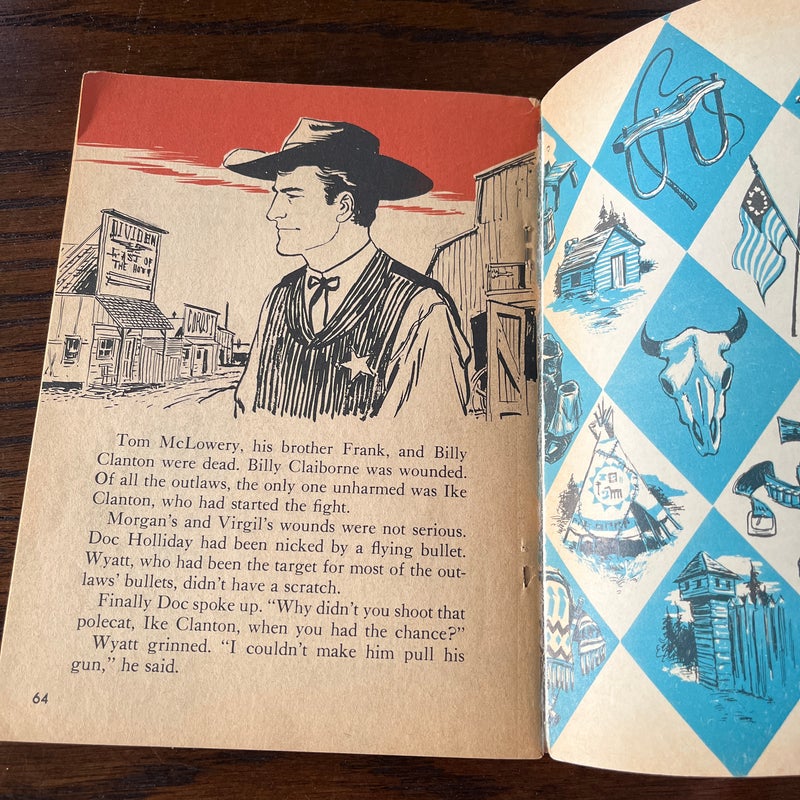 DIVIDEN
LAST OF
THE HOUT
Tom McLowery, his brother Frank, and Billy
Clanton were dead. Billy Claiborne was wounded.
Of all the outlaws, the only one unharmed was Ike
Clanton, who had started the fight.
Morgan's and Virgil's wounds were not serious.
Doc Holliday had been nicked by a flying bullet.
Wyatt, who had been the target for most of the out-
laws' bullets, didn't have a scratch.
Finally Doc spoke up. “Why didn't you shoot that
polecat, Ike Clanton, when you had the chance?”
Wyatt grinned. “I couldn't make him pull his
gun,” he said.
64